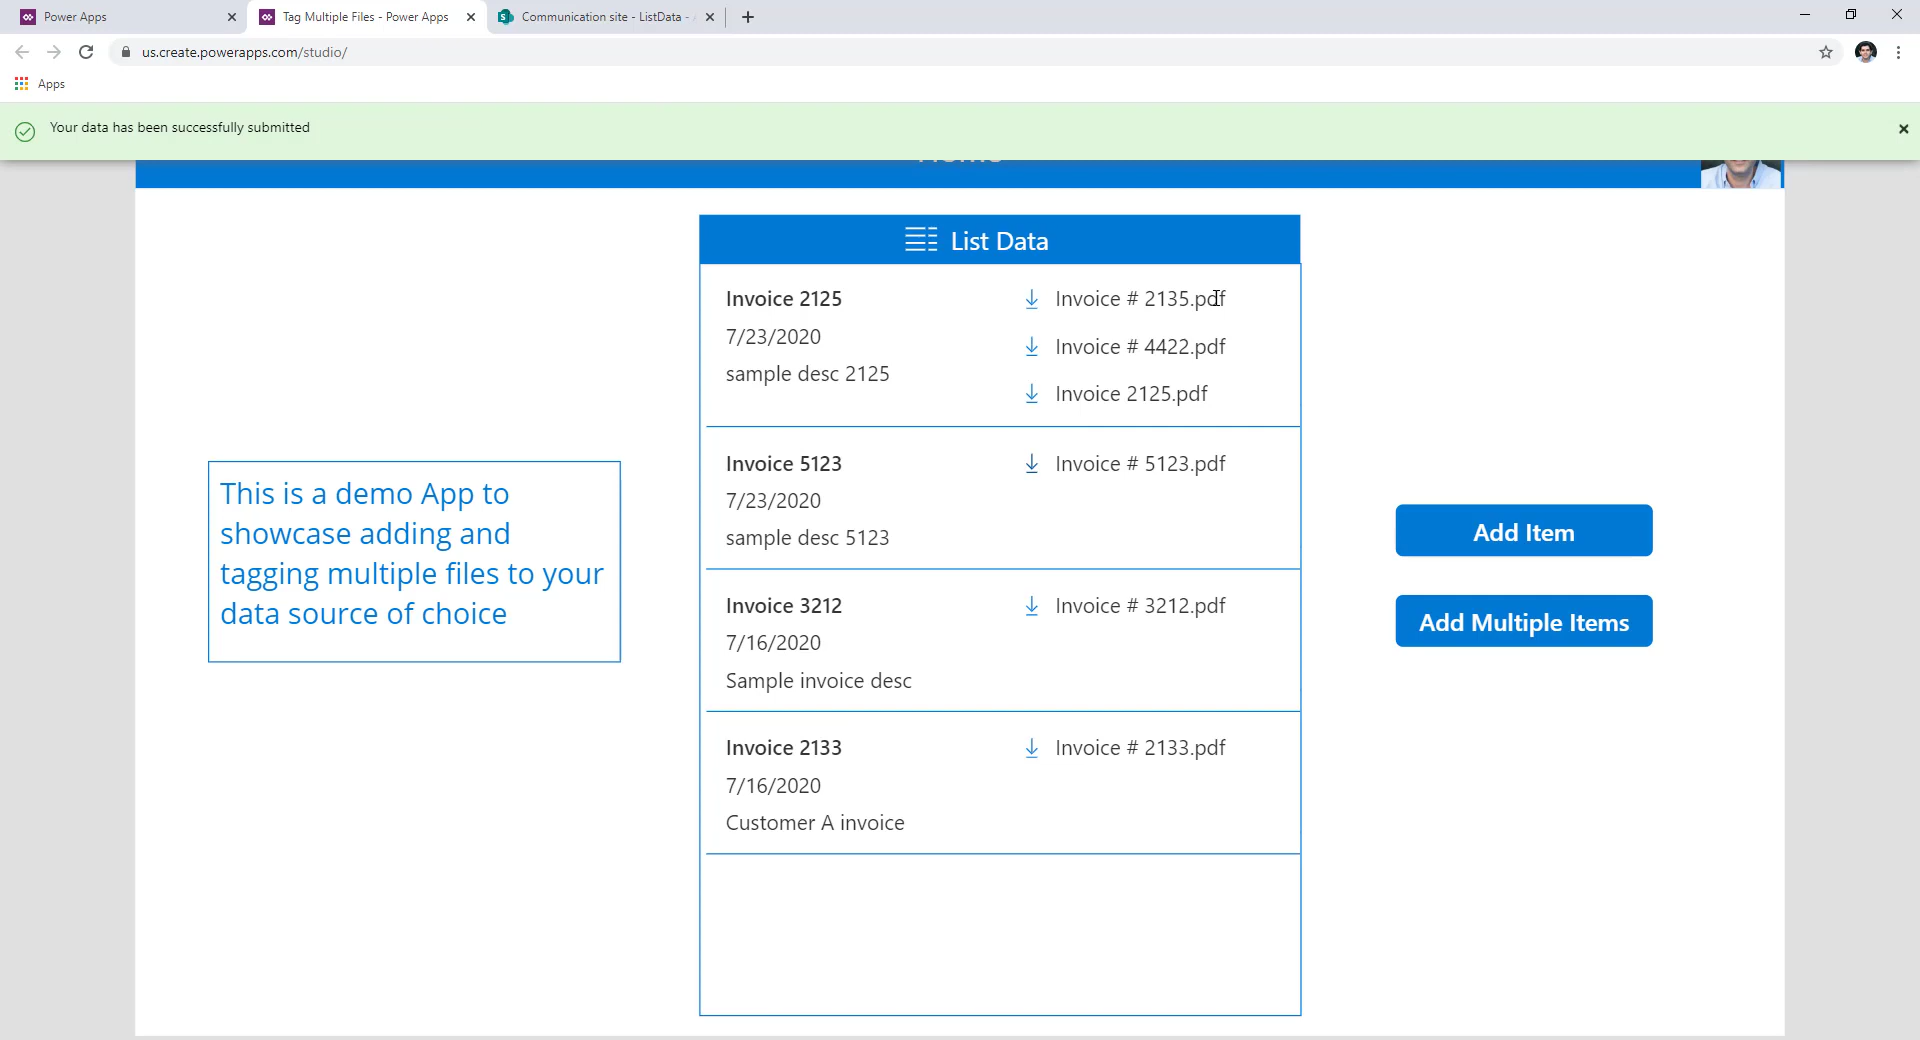 Power Apps
Tag Multiple Files - Power Apps
Communication site - ListData -
us.create.powerapps.com/studio/
Apps
Your data has been successfully submitted
List Data
Invoice 2125
7/23/2020
sample desc 2125
Invoice # 2135.pdf
Invoice # 4422.pdf
Invoice 2125.pdf
Invoice 5123
7/23/2020
sample desc 5123
Invoice # 5123.pdf
Invoice 3212
7/16/2020
Sample invoice desc
Invoice # 3212.pdf
Invoice 2133
7/16/2020
Customer A invoice
Invoice # 2133.pdf
This is a demo App to
showcase adding and
tagging multiple files to your
data source of choice
Add Item
Add Multiple Items